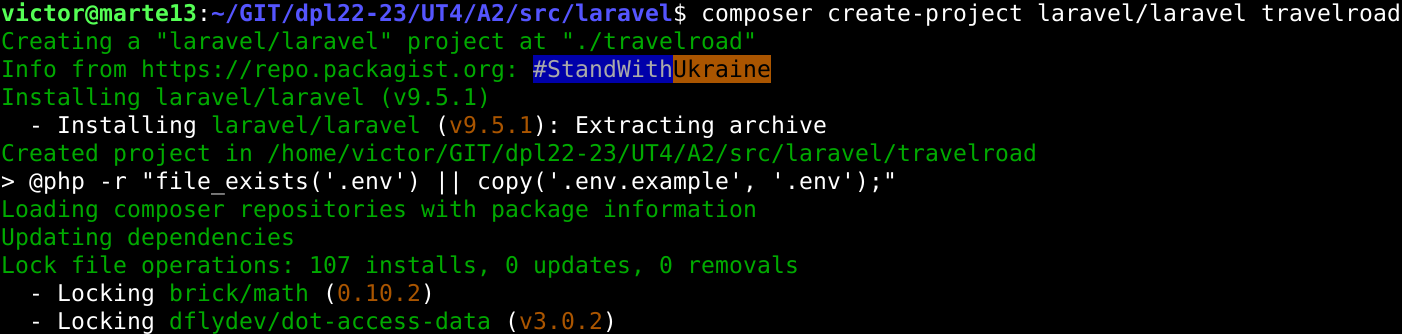 victor@marte13:~/GIT/dpl22-23/UT4/A2/src/laravel$ composer create-project laravel/laravel travelroad
Creating a "laravel/laravel" project at "./travelroad"
Info from https://repo.packagist.org: #StandWithUkraine
Installing laravel/laravel (v9.5.1)
  - Installing laravel/laravel (v9.5.1): Extracting archive
Created project in /home/victor/GIT/dpl22-23/UT4/A2/src/laravel/travelroad
> @php -r "file_exists('.env') || copy('.env.example', '.env');"
Loading composer repositories with package information
Updating dependencies
Lock file operations: 107 installs, 0 updates, 0 removals
  - Locking brick/math (0.10.2)
  - Locking dflydev/dot-access-data (v3.0.2)